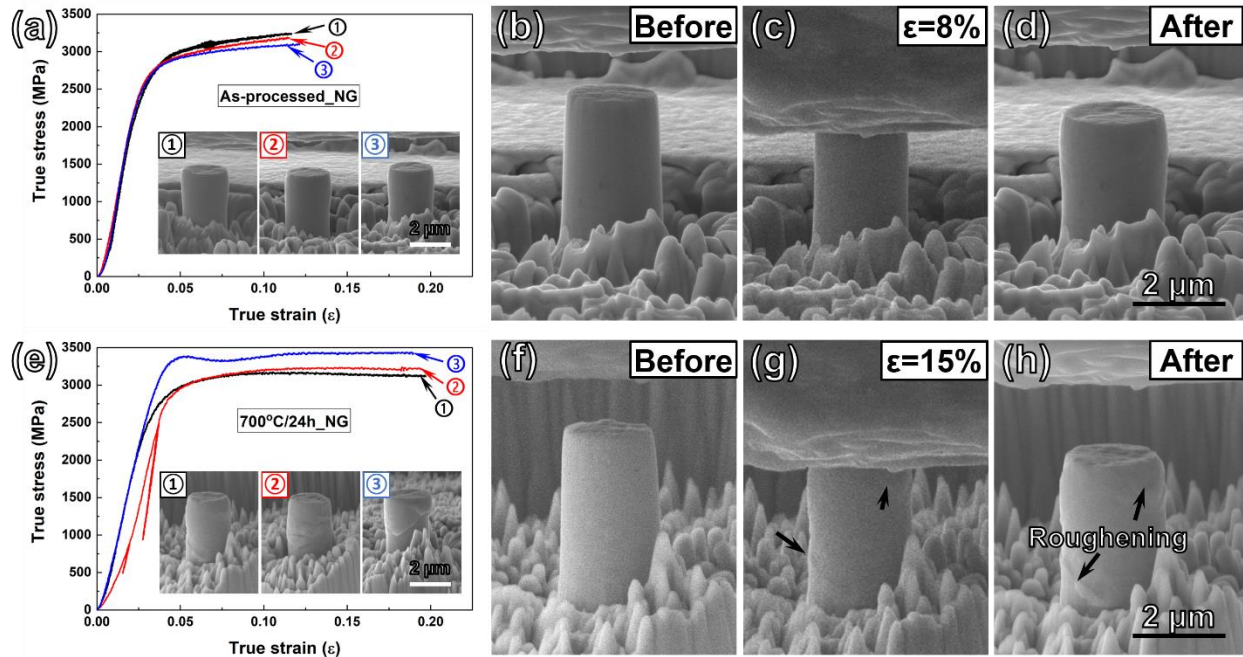 (a)
3500
3000
2500
2000
1500
1000
500
0
True stress (MPa)
0.00 0.05 0.10 0.15 0.20
True strain (ε)
①
②
③
As-processed_NG
① ② ③
2 μm
(b) Before
(c) ε=8%
(d) After
2 μm
(e)
3500
3000
2500
2000
1500
1000
500
0
True stress (MPa)
0.00 0.05 0.10 0.15 0.20
True strain (ε)
③
②
①
700ºC/24h_NG
① ② ③
2 μm
(f) Before
(g) ε=15%
(h) After
Roughening
2 μm